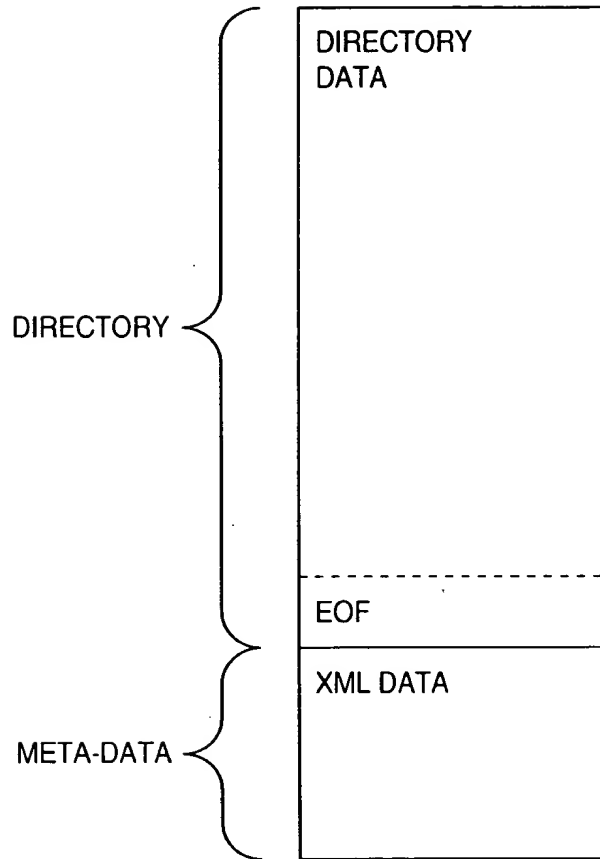 DIRECTORY
DATA
DIRECTORY
EOF
XML DATA
META-DATA